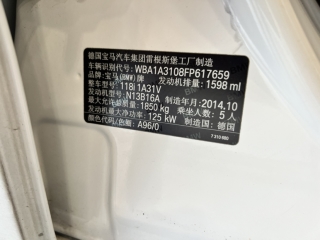 德国宝马汽车集团雷根斯堡工厂制造
车辆识别代号: WBA1A3108FP617659
品牌: 宝马(BMW)牌 发动机排量: 1598 ml
整车型号: 118i 1A31V
发动机型号: N13B16A 制造年月: 2014.10
最大允许总质量: 1850 kg 乘坐人数: 5 人
发动机最大净功率: 125 kW 制造国: 德国
颜色代码/色标: A96/0